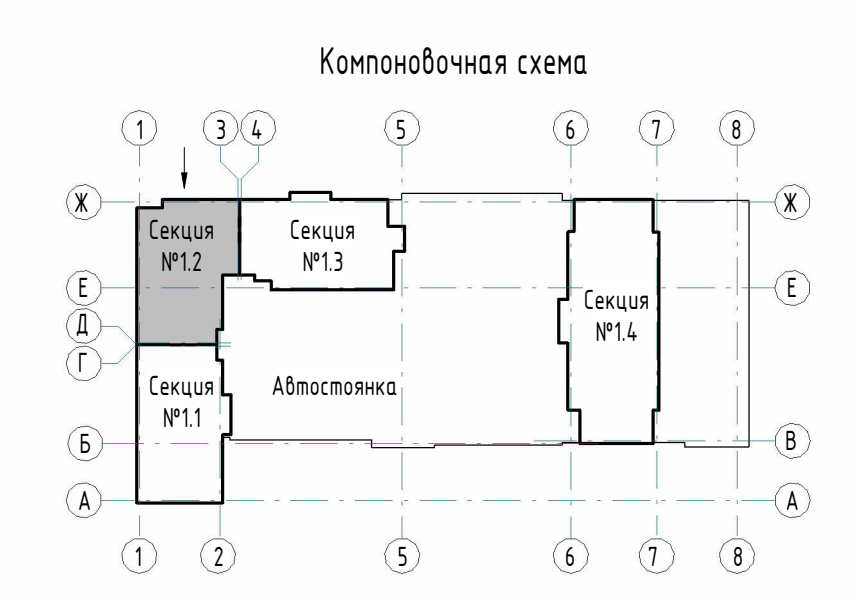 Компоновочная схема
1 3 4 5 6 7 8
Ж Ж
Секция
№1.2
Секция
№1.3
Е Е
Секция
№1.4
Д
Г
Секция
№1.1
Автостоянка
Б В
А А
1 2 5 6 7 8